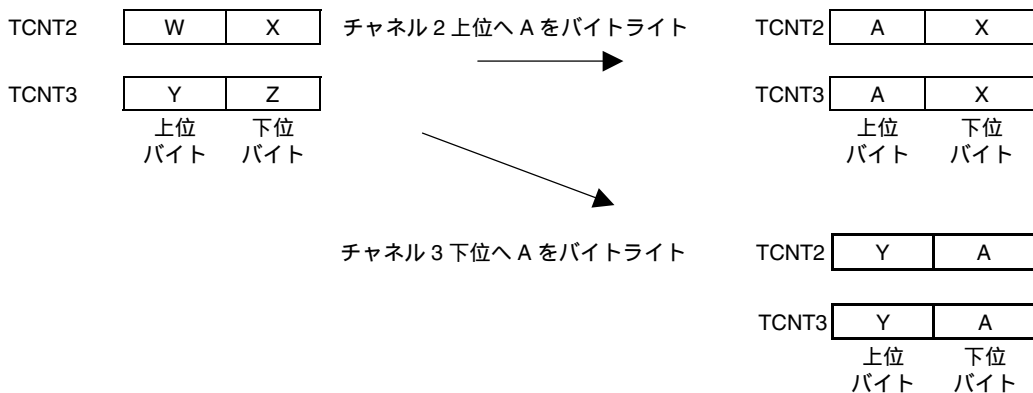 TCNT2 W X チャネル 2 上位へ A をバイトライト TCNT2 A X
TCNT3 Y Z TCNT3 A X
上位 下位 上位 下位
バイト バイト バイト バイト
チャネル 3 下位へ A をバイトライト TCNT2 Y A
TCNT3 Y A
上位 下位
バイト バイト